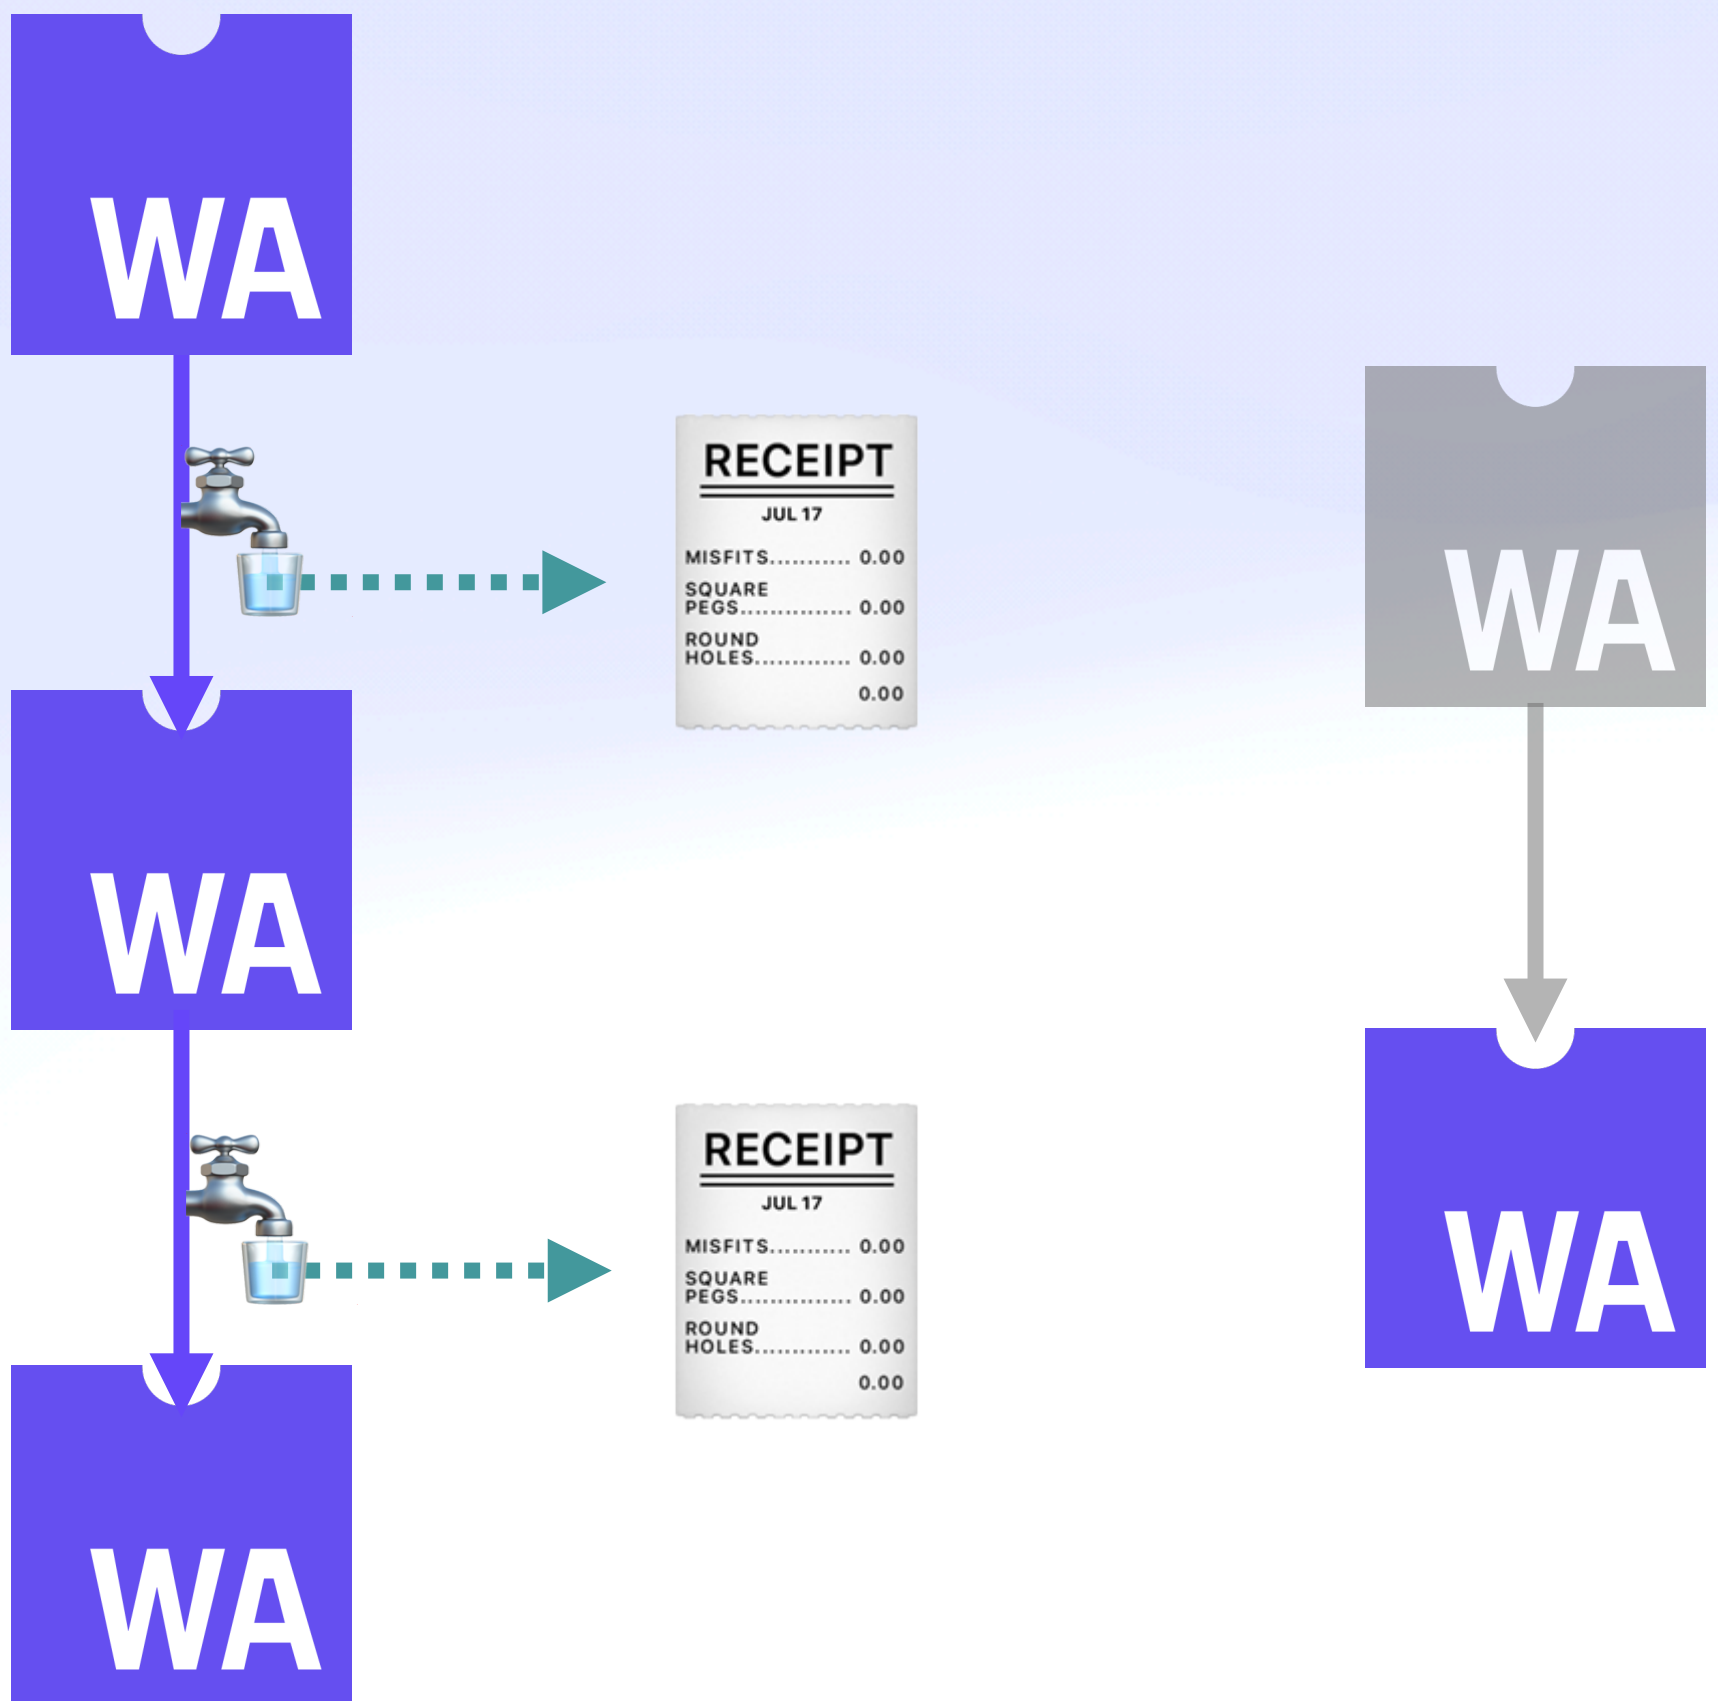 WA
RECEIPT
JUL 17
MISFITS........... 0.00
SQUARE
PEGS............... 0.00
ROUND
HOLES............. 0.00
0.00
WA
WA
RECEIPT
JUL 17
MISFITS........... 0.00
SQUARE
PEGS............... 0.00
ROUND
HOLES............. 0.00
0.00
WA
WA